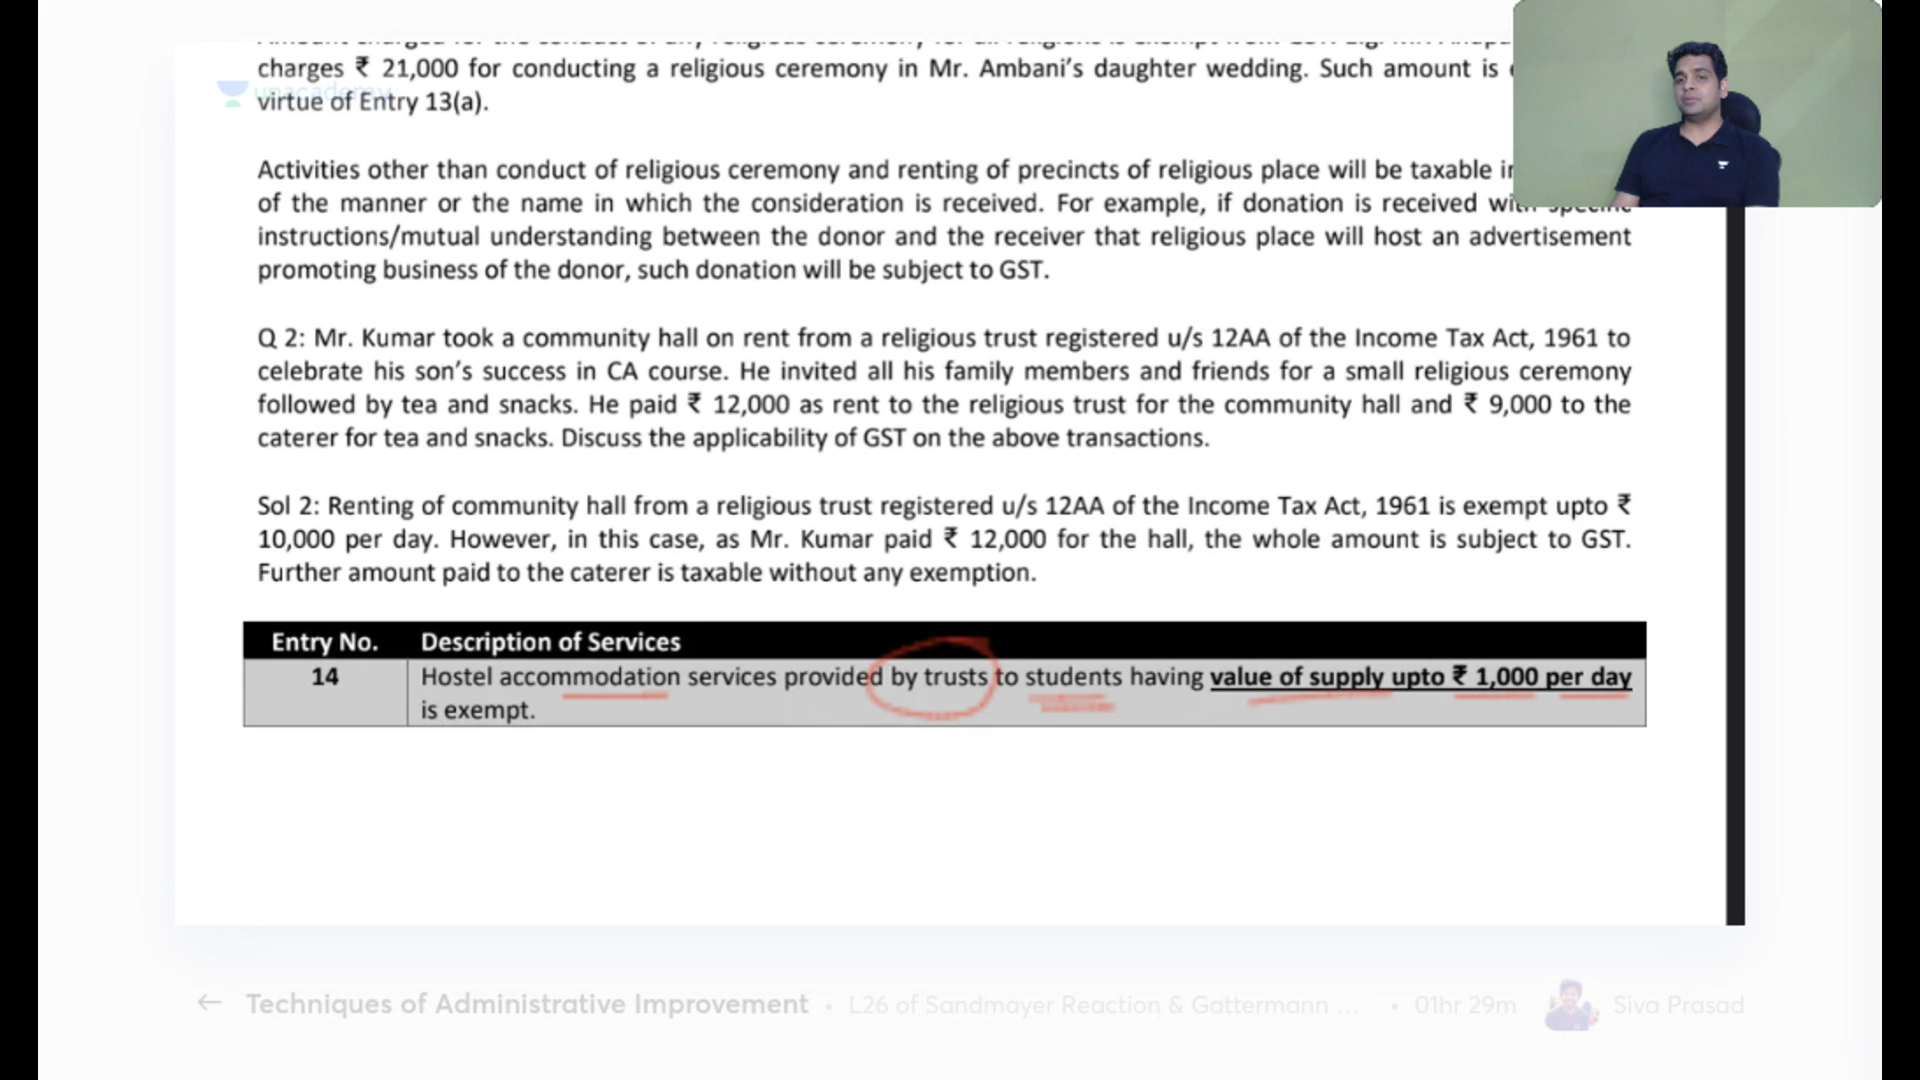 charges ₹ 21,000 for conducting a religious ceremony in Mr. Ambani's daughter wedding. Such amount is
unacademy
virtue of Entry 13(a).
Activities other than conduct of religious ceremony and renting of precincts of religious place will be taxable
of the manner or the name in which the consideration is received. For example, if donation is received with specific
instructions/mutual understanding between the donor and the receiver that religious place will host an advertisement
promoting business of the donor, such donation will be subject to GST.
Q 2: Mr. Kumar took a community hall on rent from a religious trust registered u/s 12AA of the Income Tax Act, 1961 to
celebrate his son's success in CA course. He invited all his family members and friends for a small religious ceremony
followed by tea and snacks. He paid ₹ 12,000 as rent to the religious trust for the community hall and ₹ 9,000 to the
caterer for tea and snacks. Discuss the applicability of GST on the above transactions.
Sol 2: Renting of community hall from a religious trust registered u/s 12AA of the Income Tax Act, 1961 is exempt upto ₹
10,000 per day. However, in this case, as Mr. Kumar paid ₹ 12,000 for the hall, the whole amount is subject to GST.
Further amount paid to the caterer is taxable without any exemption.
Entry No. Description of Services
14 Hostel accommodation services provided by trusts to students having value of supply upto ₹ 1,000 per day
is exempt.
← Techniques of Administrative Improvement • L26 of Sandmayer Reaction & Gattermann ... • 01hr 29m Siva Prasad